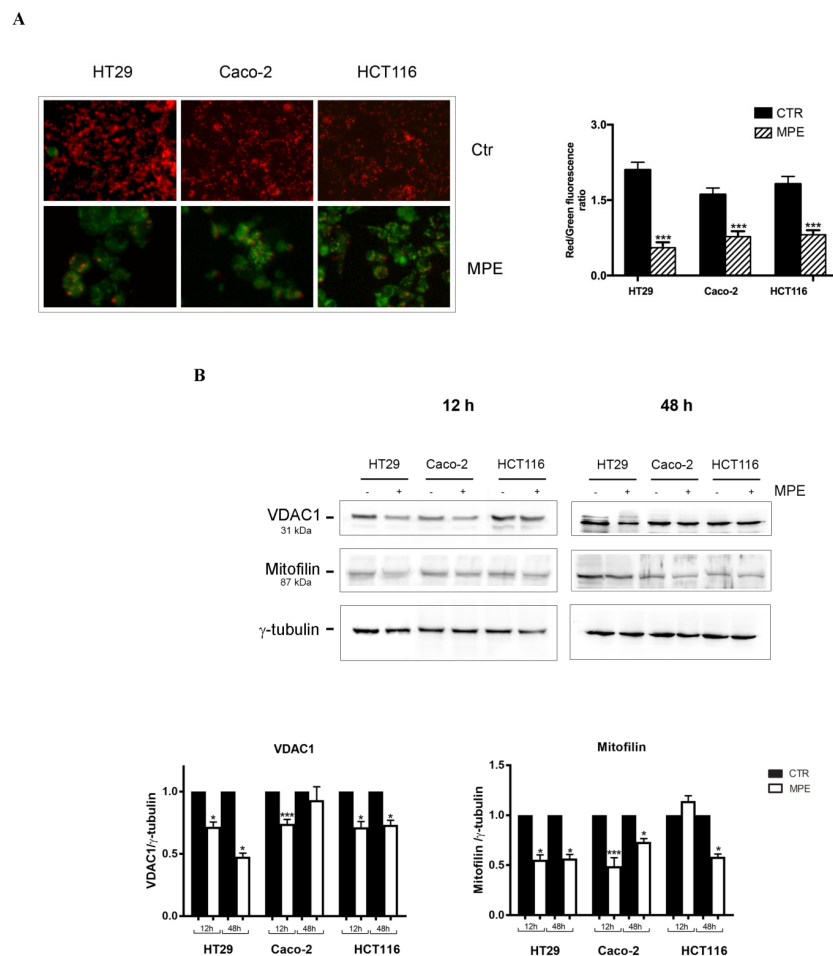 A
HT29 Caco-2 HCT116
Ctr
MPE
CTR
MPE
3.0
1.5
0.0
Red/Green fluorescence
ratio
*** *** ***
HT29 Caco-2 HCT116
B
12 h 48 h
HT29 Caco-2 HCT116 HT29 Caco-2 HCT116
- + - + - + - + - + - + MPE
VDAC1
31 kDa
Mitofilin
87 kDa
γ-tubulin
VDAC1
VDAC1/γ-tubulin
1.0
0.5
0.0
* * *** * *
12h 48h 12h 48h 12h 48h
HT29 Caco-2 HCT116
Mitofilin
Mitofilin /γ-tubulin
1.5
1.0
0.5
0.0
* * *** * *
12h 48h 12h 48h 12h 48h
HT29 Caco-2 HCT116
CTR
MPE